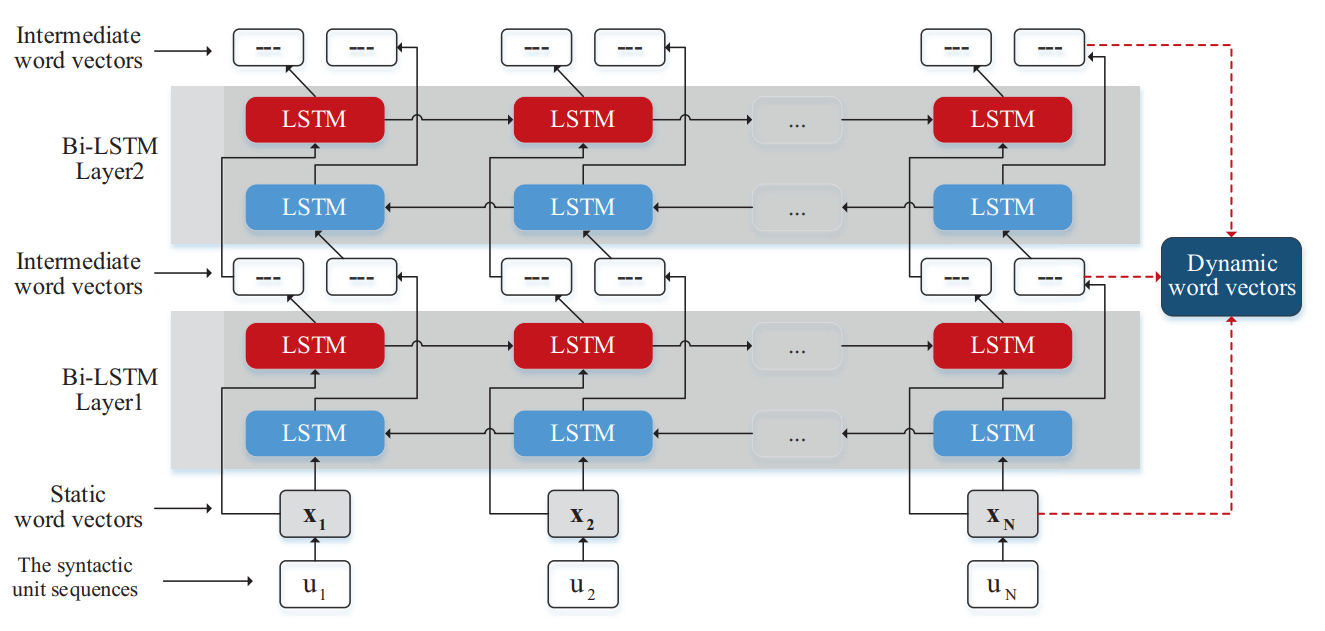 Intermediate
word vectors
--- --- --- --- --- ---
Bi-LSTM
Layer2
LSTM LSTM ... LSTM
LSTM LSTM ... LSTM
Intermediate
word vectors
--- --- --- --- --- ---
Dynamic
word vectors
Bi-LSTM
Layer1
LSTM LSTM ... LSTM
LSTM LSTM ... LSTM
Static
word vectors
x1 x2 xN
The syntactic
unit sequences
u1 u2 uN